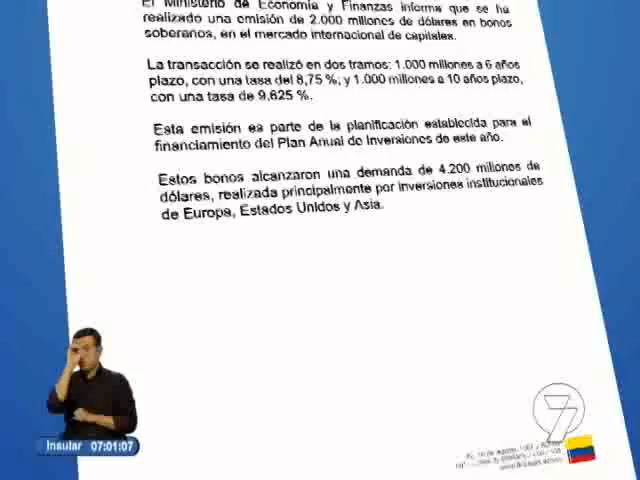 El Ministerio de Economía y Finanzas informa que se ha
realizado una emisión de 2.000 millones de dólares en bonos
soberanos, en el mercado internacional de capitales.
La transacción se realizó en dos tramos: 1.000 millones a 6 años
plazo, con una tasa del 8,75 %; y 1.000 millones a 10 años plazo,
con una tasa de 9,625 %.
Esta emisión es parte de la planificación establecida para el
financiamiento del Plan Anual de Inversiones de este año.
Estos bonos alcanzaron una demanda de 4.200 millones de
dólares, realizada principalmente por inversiones institucionales
de Europa, Estados Unidos y Asia.
Insular 07:01:07
7